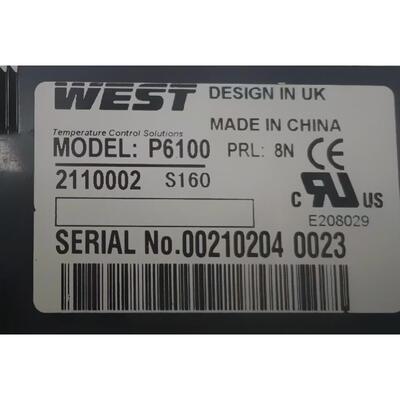 WEST DESIGN IN UK
Temperature Control Solutions MADE IN CHINA
MODEL: P6100 PRL: 8N CE
2110002 S160 C RU US
E208029
SERIAL No.00210204 0023